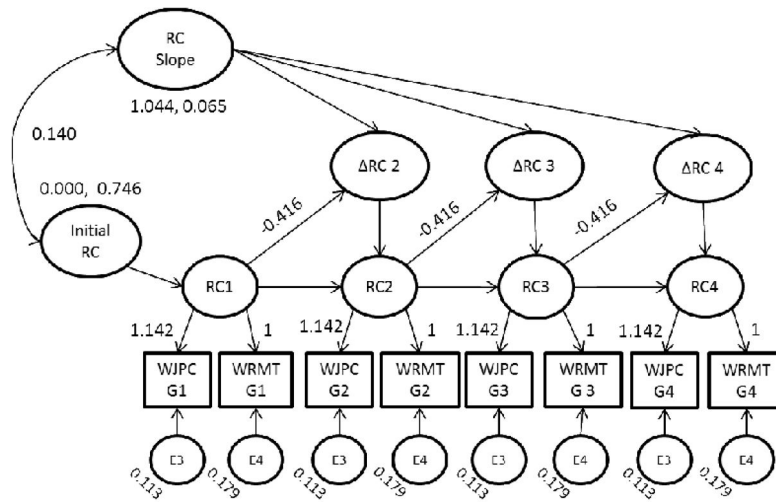 RC
Slope
1.044, 0.065
0.140
0.000, 0.746
Initial
RC
ΔRC 2
ΔRC 3
ΔRC 4
-0.416
-0.416
-0.416
RC1
RC2
RC3
RC4
1.142
1
1.142
1
1.142
1
1.142
1
WJPC
G1
WRMT
G1
WJPC
G2
WRMT
G2
WJPC
G3
WRMT
G 3
WJPC
G4
WRMT
G4
E3
E4
E3
E4
E3
E4
E3
E4
0.113
0.179
0.113
0.179
0.113
0.179
0.113
0.179